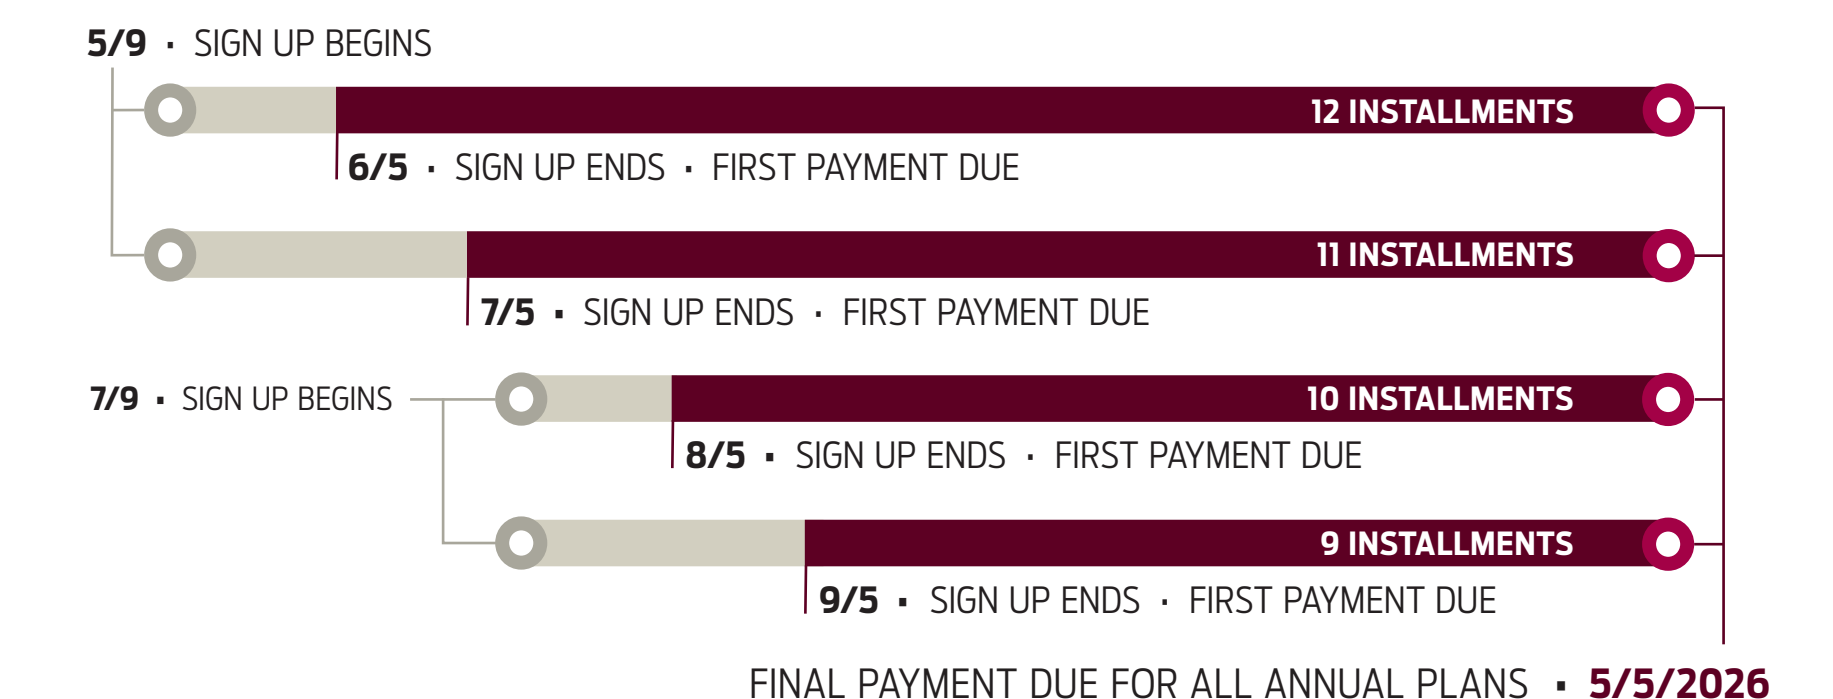 5/9 · SIGN UP BEGINS
12 INSTALLMENTS
6/5 · SIGN UP ENDS · FIRST PAYMENT DUE
11 INSTALLMENTS
7/5 · SIGN UP ENDS · FIRST PAYMENT DUE
7/9 · SIGN UP BEGINS
10 INSTALLMENTS
8/5 · SIGN UP ENDS · FIRST PAYMENT DUE
9 INSTALLMENTS
9/5 · SIGN UP ENDS · FIRST PAYMENT DUE
FINAL PAYMENT DUE FOR ALL ANNUAL PLANS · 5/5/2026